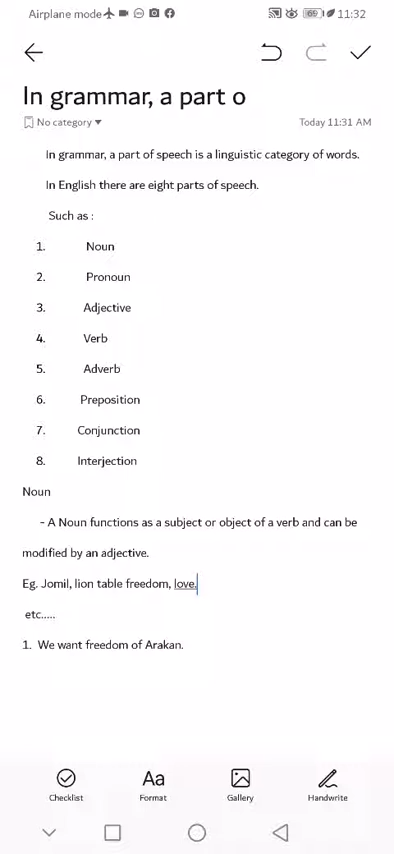 Airplane mode 69 11:32
In grammar, a part o
No category Today 11:31 AM
In grammar, a part of speech is a linguistic category of words.
In English there are eight parts of speech.
Such as :
1. Noun
2. Pronoun
3. Adjective
4. Verb
5. Adverb
6. Preposition
7. Conjunction
8. Interjection
Noun
- A Noun functions as a subject or object of a verb and can be
modified by an adjective.
Eg. Jomil, lion table freedom, love.
etc.....
1. We want freedom of Arakan.
Checklist Aa Format Gallery Handwrite